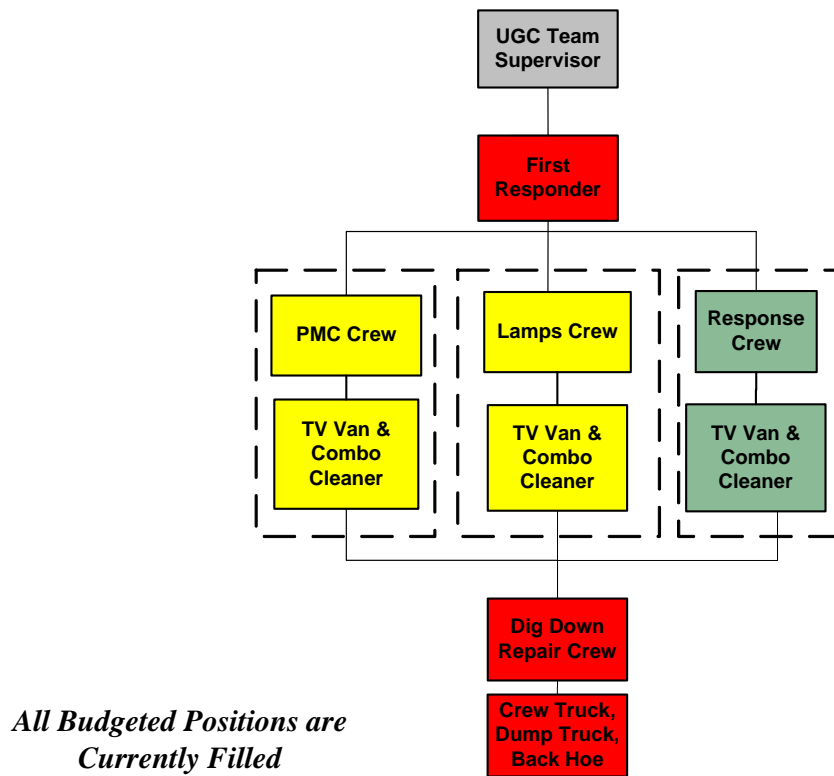 UGC Team
Supervisor
First
Responder
PMC Crew
Lamps Crew
Response
Crew
TV Van &
Combo
Cleaner
TV Van &
Combo
Cleaner
TV Van &
Combo
Cleaner
Dig Down
Repair Crew
Crew Truck,
Dump Truck,
Back Hoe
All Budgeted Positions are
Currently Filled